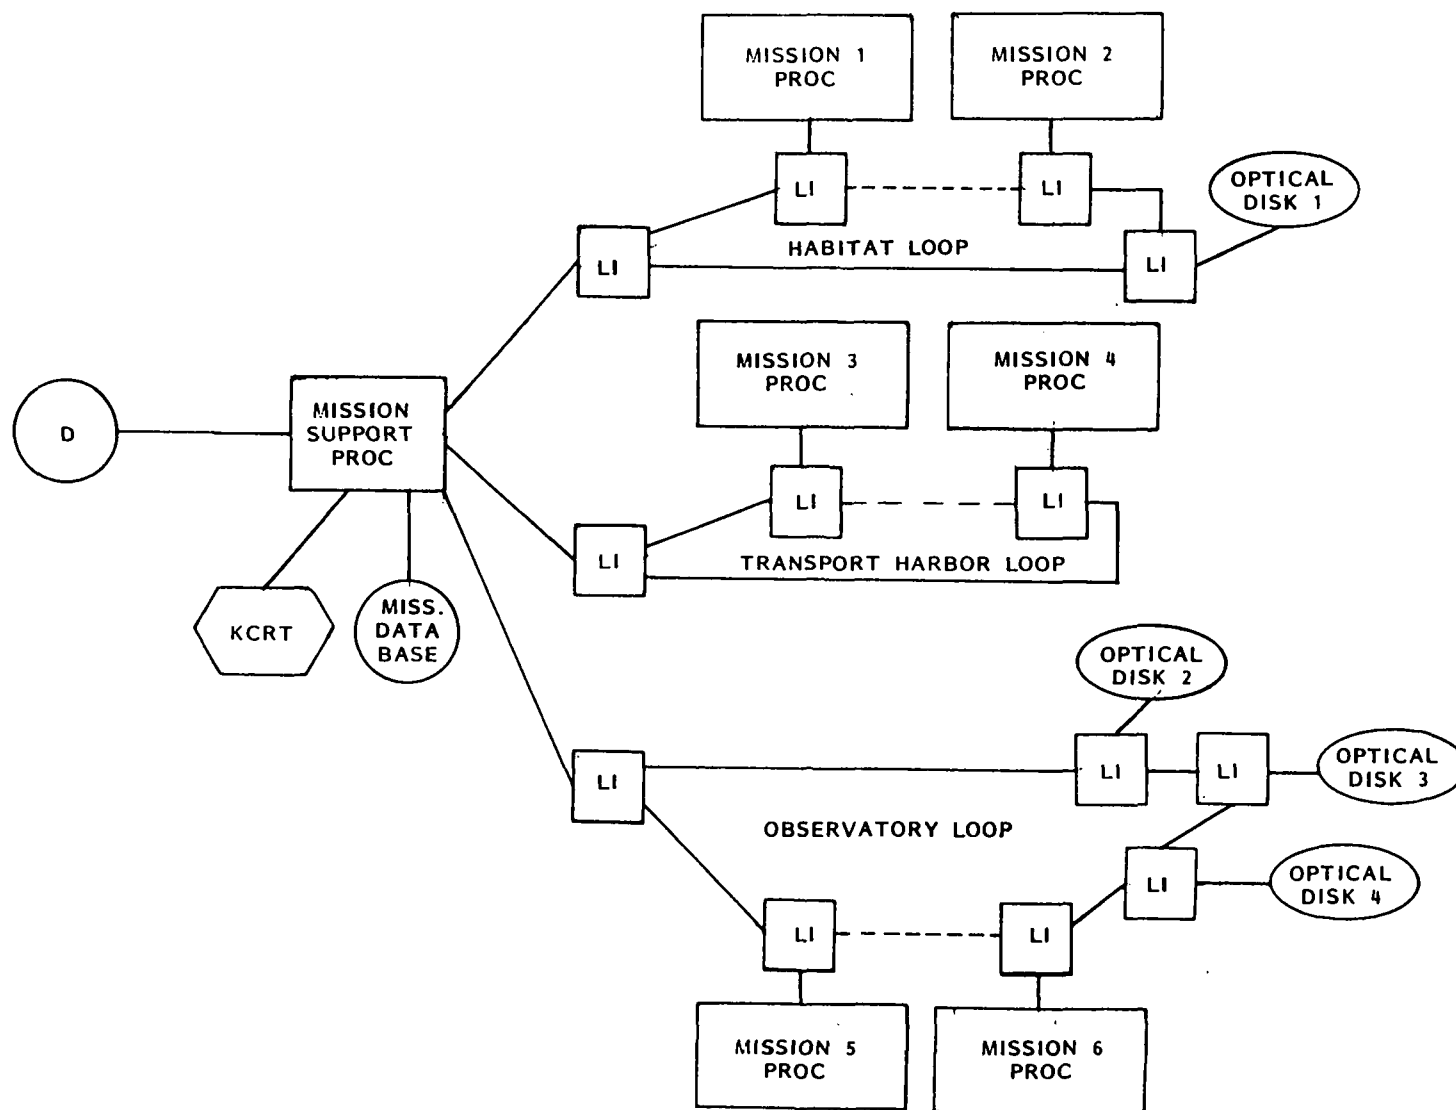 MISSION 1
PROC
MISSION 2
PROC
LI
LI
OPTICAL
DISK 1
HABITAT LOOP
LI
LI
MISSION 3
PROC
MISSION 4
PROC
D
MISSION
SUPPORT
PROC
LI
LI
LI
TRANSPORT HARBOR LOOP
KCRT
MISS.
DATA
BASE
OPTICAL
DISK 2
LI
LI
LI
OPTICAL
DISK 3
OBSERVATORY LOOP
LI
OPTICAL
DISK 4
LI
LI
MISSION 5
PROC
MISSION 6
PROC